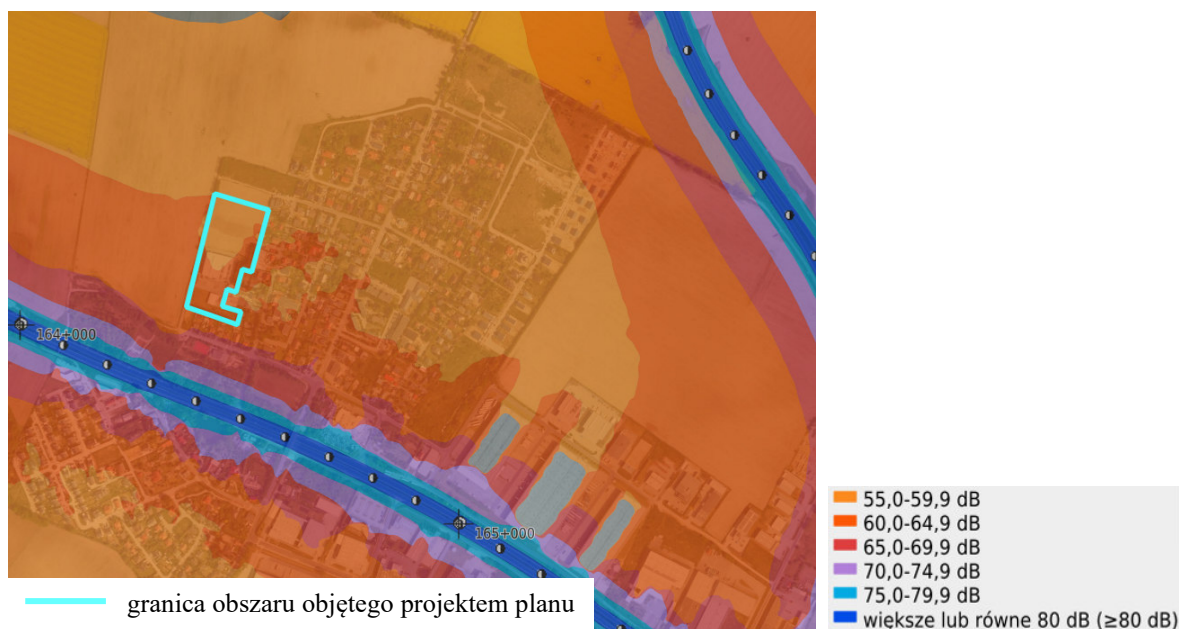 164+000
165+000
granica obszaru objętego projektem planu
55,0-59,9 dB
60,0-64,9 dB
65,0-69,9 dB
70,0-74,9 dB
75,0-79,9 dB
większe lub równe 80 dB (≥80 dB)